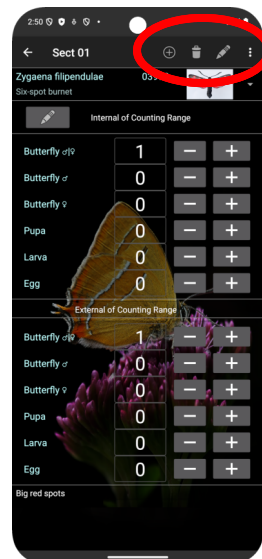 2:50
Sect 01
Zygaena filipendulae
Six-spot burnet
Internal of Counting Range
Butterfly ♂|♀ 1 − +
Butterfly ♂ 0 − +
Butterfly ♀ 0 − +
Pupa 0 − +
Larva 0 − +
Egg 0 − +
External of Counting Range
Butterfly ♂|♀ 1 − +
Butterfly ♂ 0 − +
Butterfly ♀ 0 − +
Pupa 0 − +
Larva 0 − +
Egg 0 − +
Big red spots